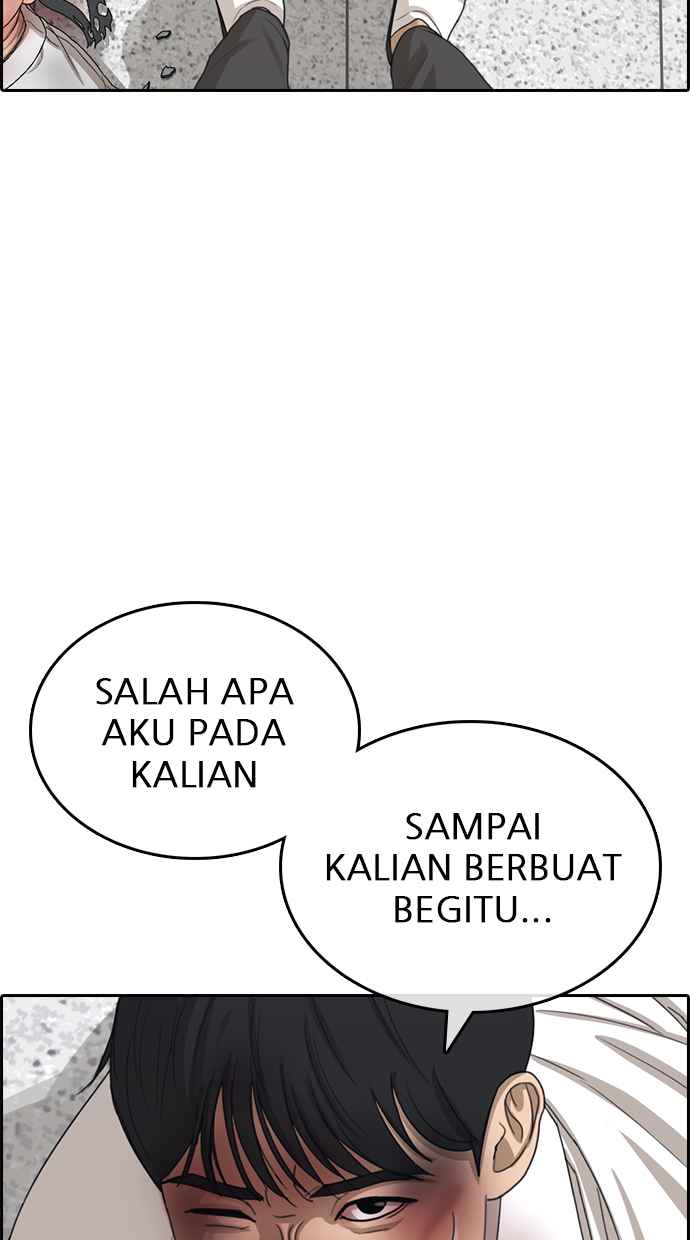 SALAH APA
AKU PADA
KALIAN
SAMPAI
KALIAN BERBUAT
BEGITU...